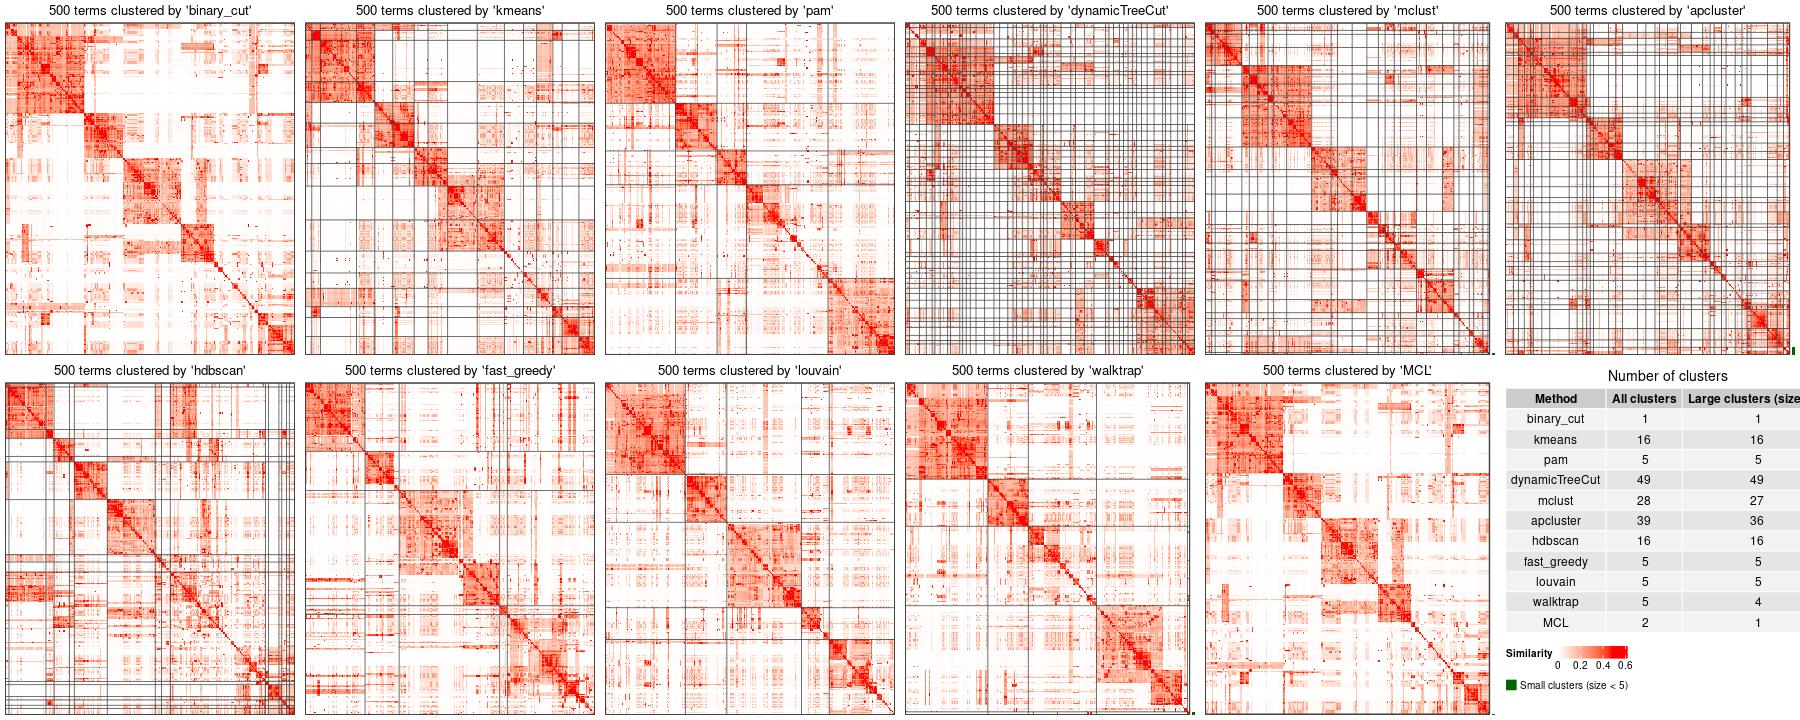 500 terms clustered by 'binary_cut'
500 terms clustered by 'kmeans'
500 terms clustered by 'pam'
500 terms clustered by 'dynamicTreeCut'
500 terms clustered by 'mclust'
500 terms clustered by 'apcluster'
500 terms clustered by 'hdbscan'
500 terms clustered by 'fast_greedy'
500 terms clustered by 'louvain'
500 terms clustered by 'walktrap'
500 terms clustered by 'MCL'
Number of clusters
Method All clusters Large clusters (size
binary_cut 1 1
kmeans 16 16
pam 5 5
dynamicTreeCut 49 49
mclust 28 27
apcluster 39 36
hdbscan 16 16
fast_greedy 5 5
louvain 5 5
walktrap 5 4
MCL 2 1
Similarity
0 0.2 0.4 0.6
Small clusters (size < 5)